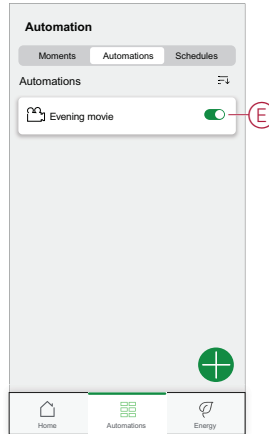 Automation
Moments Automations Schedules
Automations
Evening movie
E
Home Automations Energy